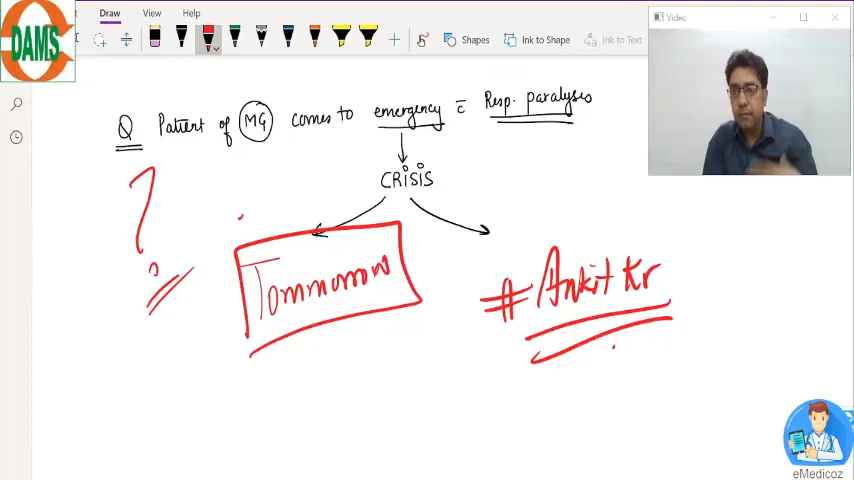 Draw
View
Help
Video
DAMS
Shapes
Ink to Shape
Ink to Text
Q Patient of MG comes to emergency c̄ Resp. paralyses
CRISIS
?
Tommorrow
#Ankit Kr
eMedicoz